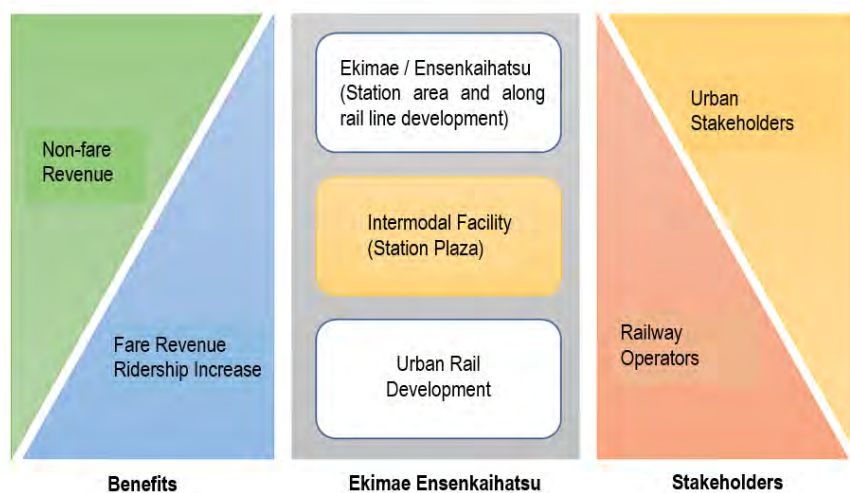 Non-fare
Revenue
Fare Revenue
Ridership Increase
Benefits
Ekimae / Ensenkaihatsu
(Station area and along
rail line development)
Intermodal Facility
(Station Plaza)
Urban Rail
Development
Ekimae Ensenkaihatsu
Urban
Stakeholders
Railway
Operators
Stakeholders